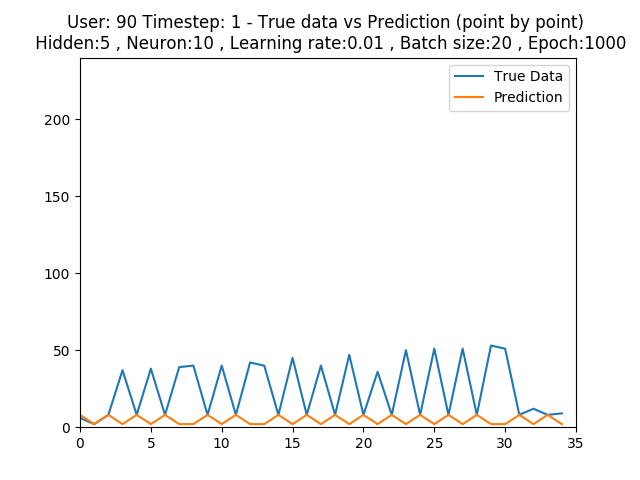 User: 90 Timestep: 1 - True data vs Prediction (point by point)
Hidden:5 , Neuron:10 , Learning rate:0.01 , Batch size:20 , Epoch:1000
True Data
Prediction
200
150
100
50
0
0 5 10 15 20 25 30 35